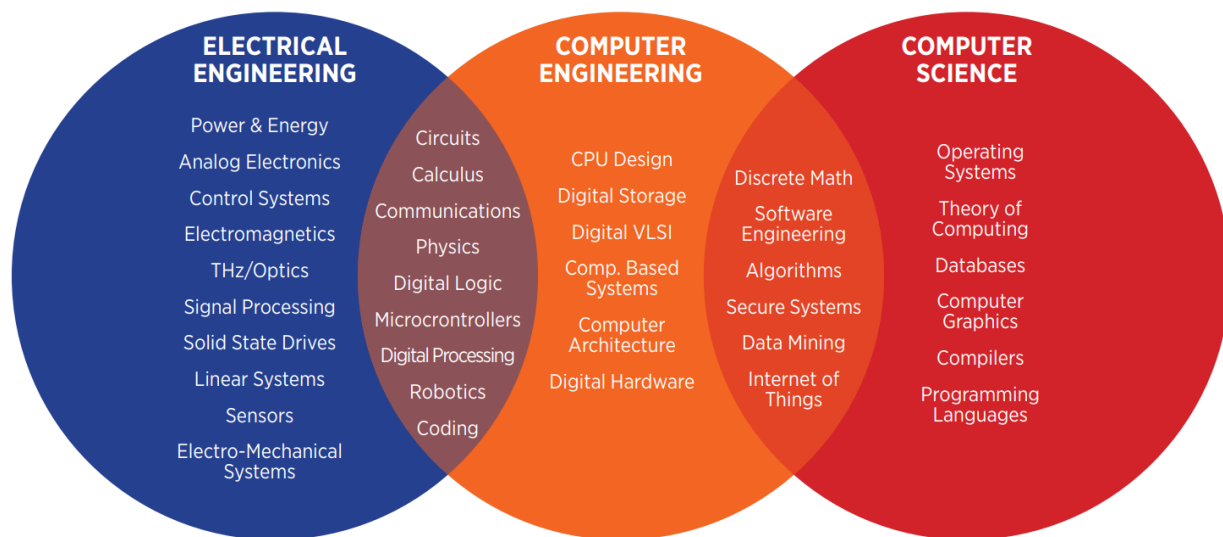 ELECTRICAL
ENGINEERING
Power & Energy
Analog Electronics
Control Systems
Electromagnetics
THz/Optics
Signal Processing
Solid State Drives
Linear Systems
Sensors
Electro-Mechanical
Systems
Circuits
Calculus
Communications
Physics
Digital Logic
Microcrontrollers
Digital Processing
Robotics
Coding
COMPUTER
ENGINEERING
CPU Design
Digital Storage
Digital VLSI
Comp. Based
Systems
Computer
Architecture
Digital Hardware
Discrete Math
Software
Engineering
Algorithms
Secure Systems
Data Mining
Internet of
Things
COMPUTER
SCIENCE
Operating
Systems
Theory of
Computing
Databases
Computer
Graphics
Compilers
Programming
Languages